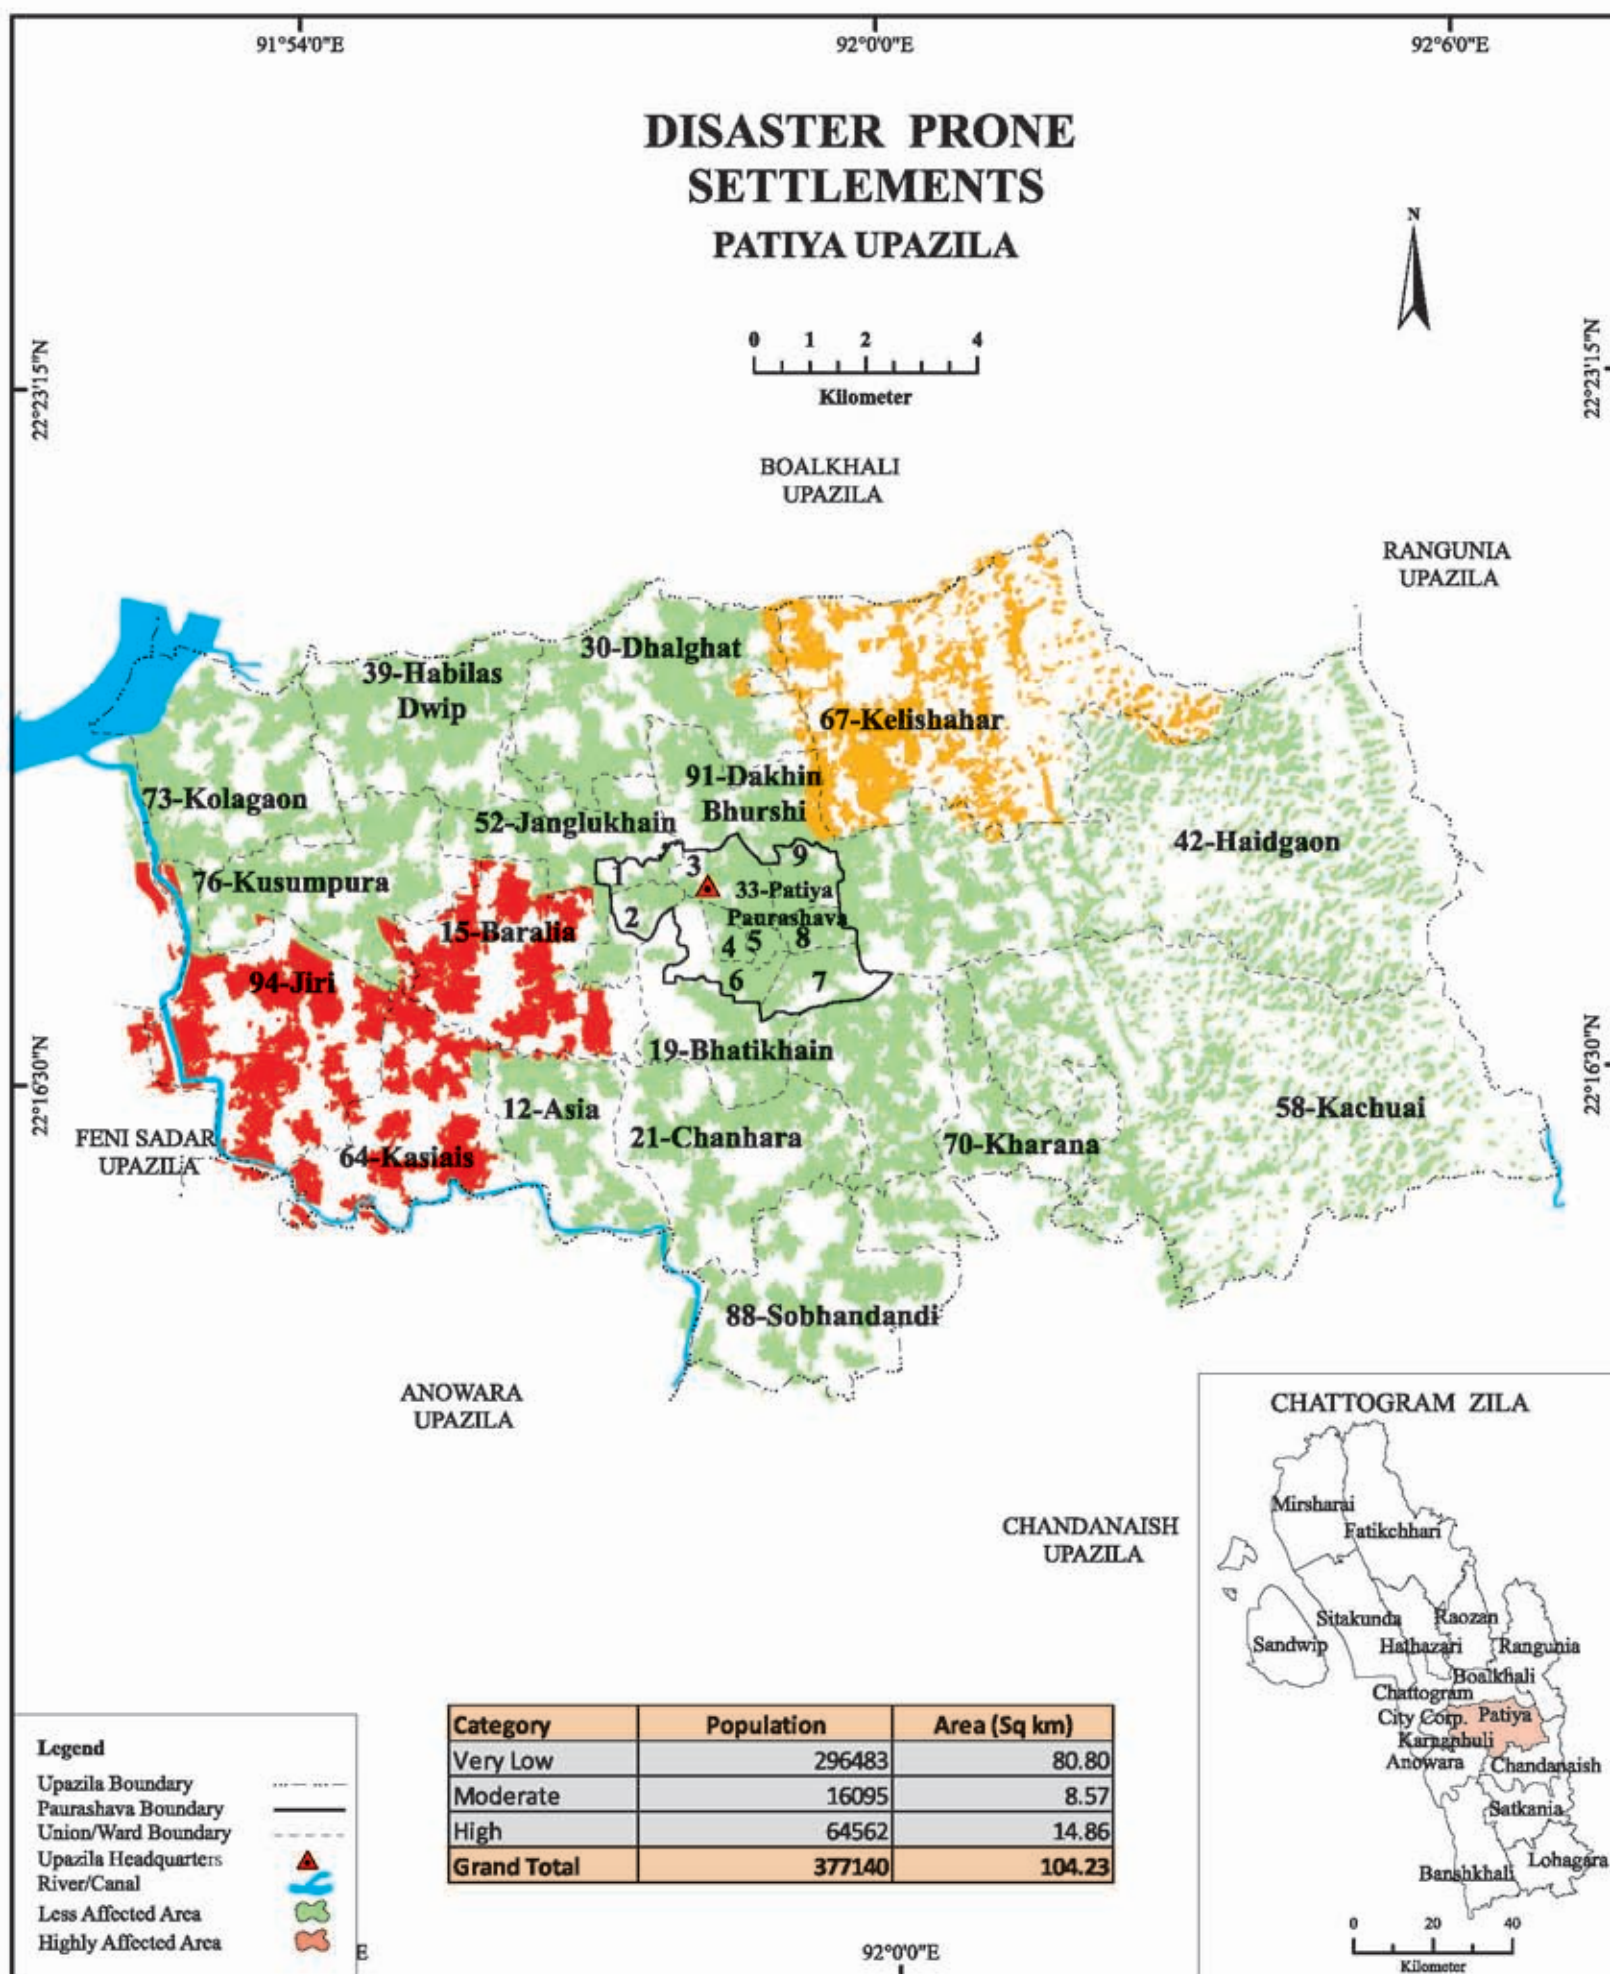 91°54'0"E 92°0'0"E 92°6'0"E
DISASTER PRONE
SETTLEMENTS
PATIYA UPAZILA
N
0 1 2 4
Kilometer
22°23'15"N 22°23'15"N
BOALKHALI
UPAZILA
RANGUNIA
UPAZILA
30-Dhalghat
39-Habilas
Dwip
67-Kelishahar
91-Dakhin
Bhurshi
73-Kolagaon
52-Janglukhain
42-Haidgaon
76-Kusumpura
1 3 9
33-Patiya
Paurashava
2
15-Baralia
4 5 8
94-Jiri
6 7
19-Bhatikhain
22°16'30"N 22°16'30"N
12-Asia
58-Kachuai
21-Chanhara
70-Kharana
FENI SADAR
UPAZILA
64-Kasiais
88-Sobhandandi
ANOWARA
UPAZILA
CHANDANAISH
UPAZILA
CHATTOGRAM ZILA
Mirsharai
Fatikchhari
Sitakunda
Raozan
Sandwip
Hathazari
Rangunia
Boalkhali
Chattogram
City Corp.
Patiya
Karnaphuli
Anowara
Chandanaish
Satkania
Lohagara
Banshkhali
0 20 40
Kilometer
Category Population Area (Sq km)
Very Low 296483 80.80
Moderate 16095 8.57
High 64562 14.86
Grand Total 377140 104.23
Legend
Upazila Boundary
Paurashava Boundary
Union/Ward Boundary
Upazila Headquarters
River/Canal
Less Affected Area
Highly Affected Area
E 92°0'0"E